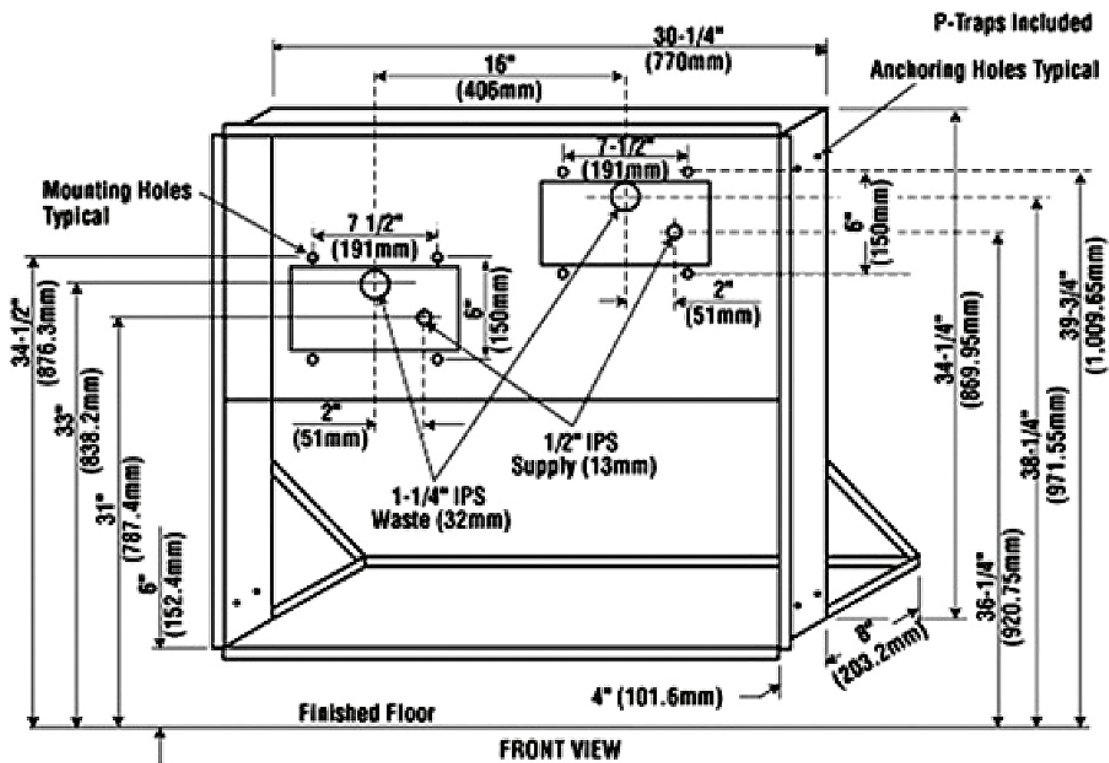 P-Traps Included
30-1/4"
(770mm)
16"
(406mm)
Anchoring Holes Typical
7-1/2"
(191mm)
Mounting Holes
Typical
7 1/2"
(191mm)
6"
(150mm)
6"
(150mm)
2"
(51mm)
34-1/2"
(876.3mm)
33"
(838.2mm)
31"
(787.4mm)
6"
(152.4mm)
34-1/4"
(869.95mm)
39-3/4"
(1,009.65mm)
38-1/4"
(971.55mm)
36-1/4"
(920.75mm)
2"
(51mm)
1/2" IPS
Supply (13mm)
1-1/4" IPS
Waste (32mm)
8"
(203.2mm)
4" (101.6mm)
Finished Floor
FRONT VIEW